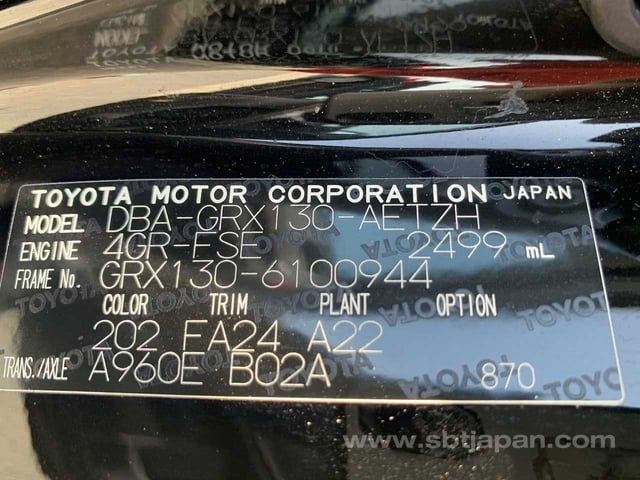 TOYOTA MOTOR CORPORATION JAPAN
MODEL DBA-GRX130-AETZH
ENGINE 4GR-FSE 2499 mL
FRAME No. GRX130-6100944
COLOR TRIM PLANT OPTION
202 FA24 A22
TRANS./AXLE A960E B02A 870
www.sbtjapan.com